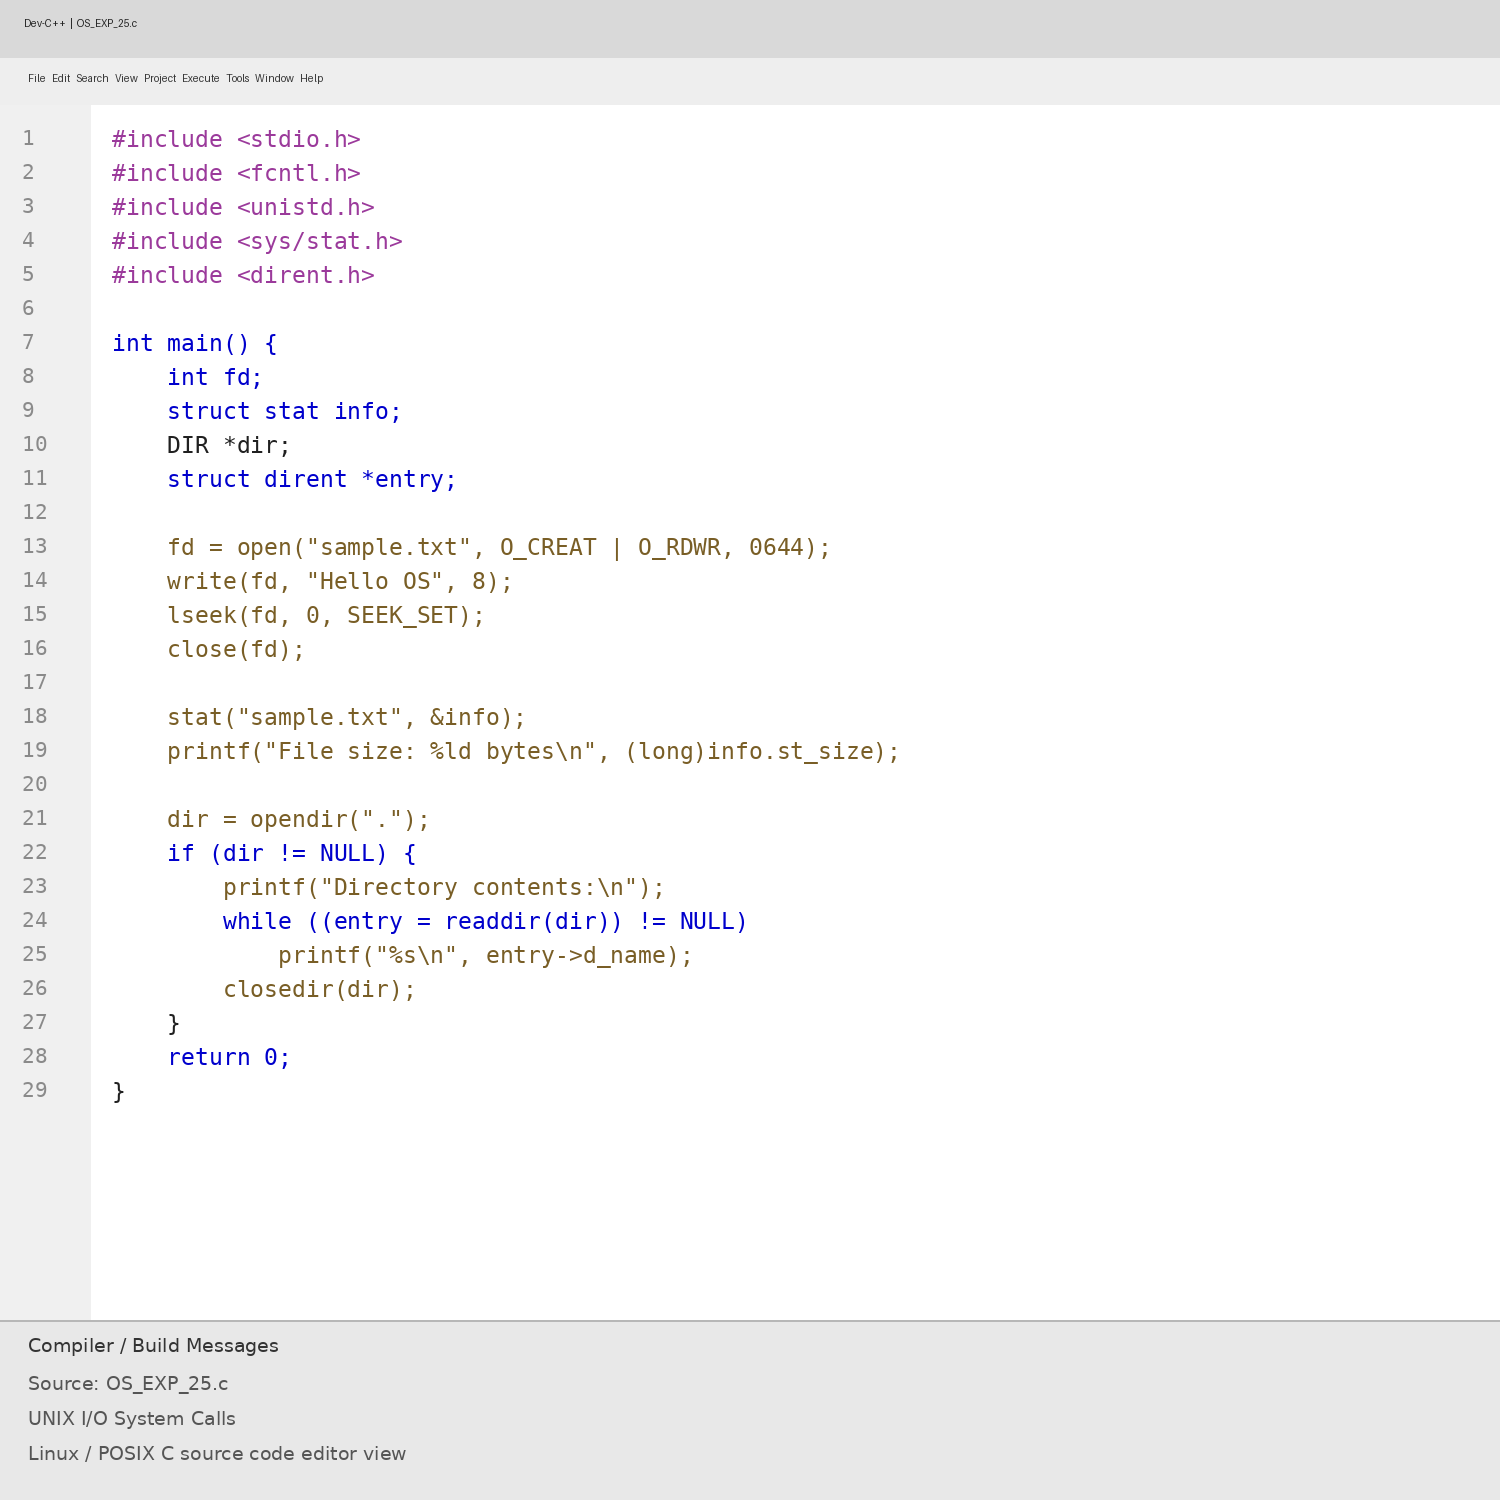 Dev-C++ | OS_EXP_25.c
File Edit Search View Project Execute Tools Window Help
1 #include <stdio.h>
2 #include <fcntl.h>
3 #include <unistd.h>
4 #include <sys/stat.h>
5 #include <dirent.h>
6
7 int main() {
8     int fd;
9     struct stat info;
10     DIR *dir;
11     struct dirent *entry;
12
13     fd = open("sample.txt", O_CREAT | O_RDWR, 0644);
14     write(fd, "Hello OS", 8);
15     lseek(fd, 0, SEEK_SET);
16     close(fd);
17
18     stat("sample.txt", &info);
19     printf("File size: %ld bytes\n", (long)info.st_size);
20
21     dir = opendir(".");
22     if (dir != NULL) {
23         printf("Directory contents:\n");
24         while ((entry = readdir(dir)) != NULL)
25             printf("%s\n", entry->d_name);
26         closedir(dir);
27     }
28     return 0;
29 }
Compiler / Build Messages
Source: OS_EXP_25.c
UNIX I/O System Calls
Linux / POSIX C source code editor view